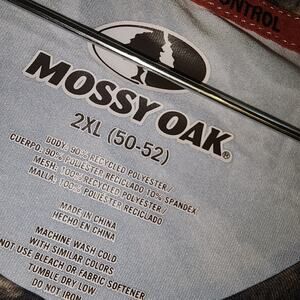 CONTROL
MOSSY OAK®
2XL (50-52)
BODY: 90% RECYCLED POLYESTER/
10% SPANDEX
CUERPO: 90% POLIÉSTER RECICLADO
MESH: 100% RECYCLED POLYESTER/
MALLA: 100% POLIÉSTER RECICLADO
MADE IN CHINA
HECHO EN CHINA
MACHINE WASH COLD
WITH SIMILAR COLORS
NOT USE BLEACH OR FABRIC SOFTENER
TUMBLE DRY LOW
DO NOT IRON